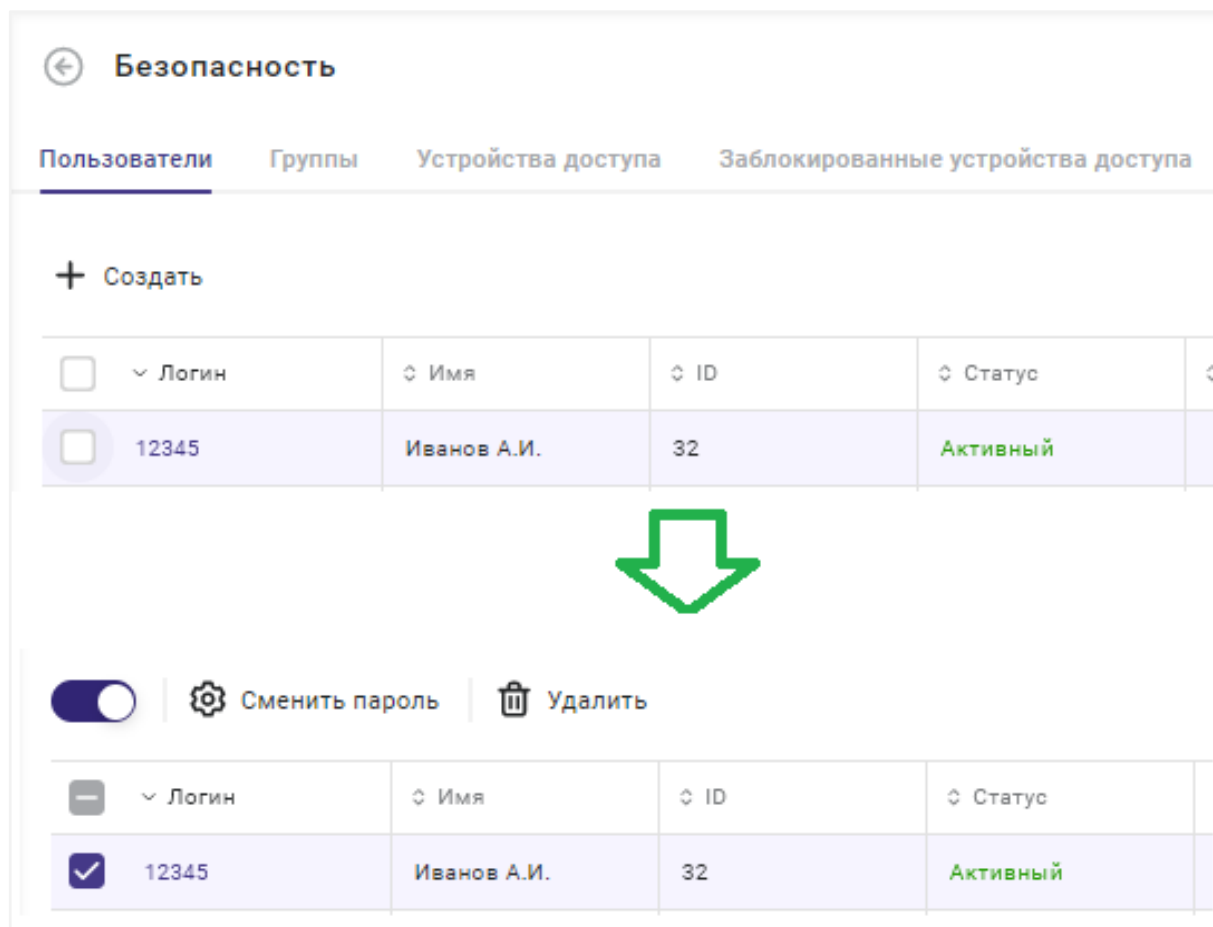 Безопасность
Пользователи Группы Устройства доступа Заблокированные устройства доступа
Создать
Логин Имя ID Статус
12345 Иванов А.И. 32 Активный
Сменить пароль Удалить
Логин Имя ID Статус
12345 Иванов А.И. 32 Активный